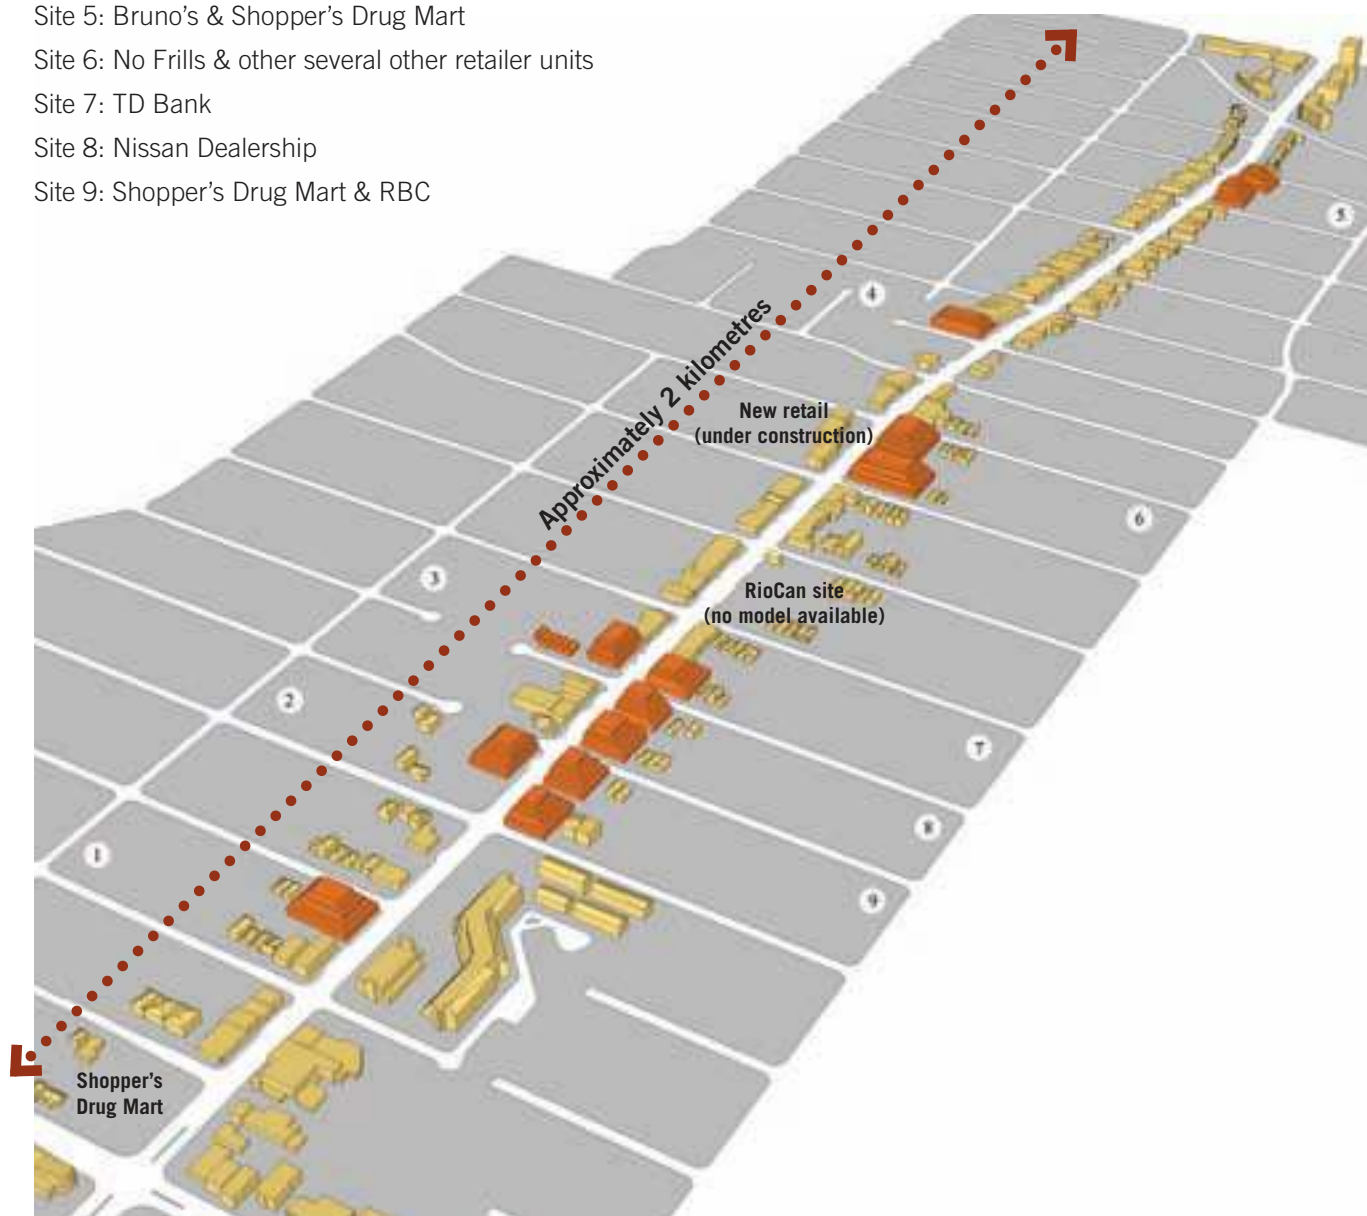 Site 5: Bruno's & Shopper's Drug Mart
Site 6: No Frills & other several other retailer units
Site 7: TD Bank
Site 8: Nissan Dealership
Site 9: Shopper's Drug Mart & RBC
5
4
Approximately 2 kilometres
New retail
(under construction)
6
3
RioCan site
(no model available)
2
7
8
1
9
Shopper's
Drug Mart